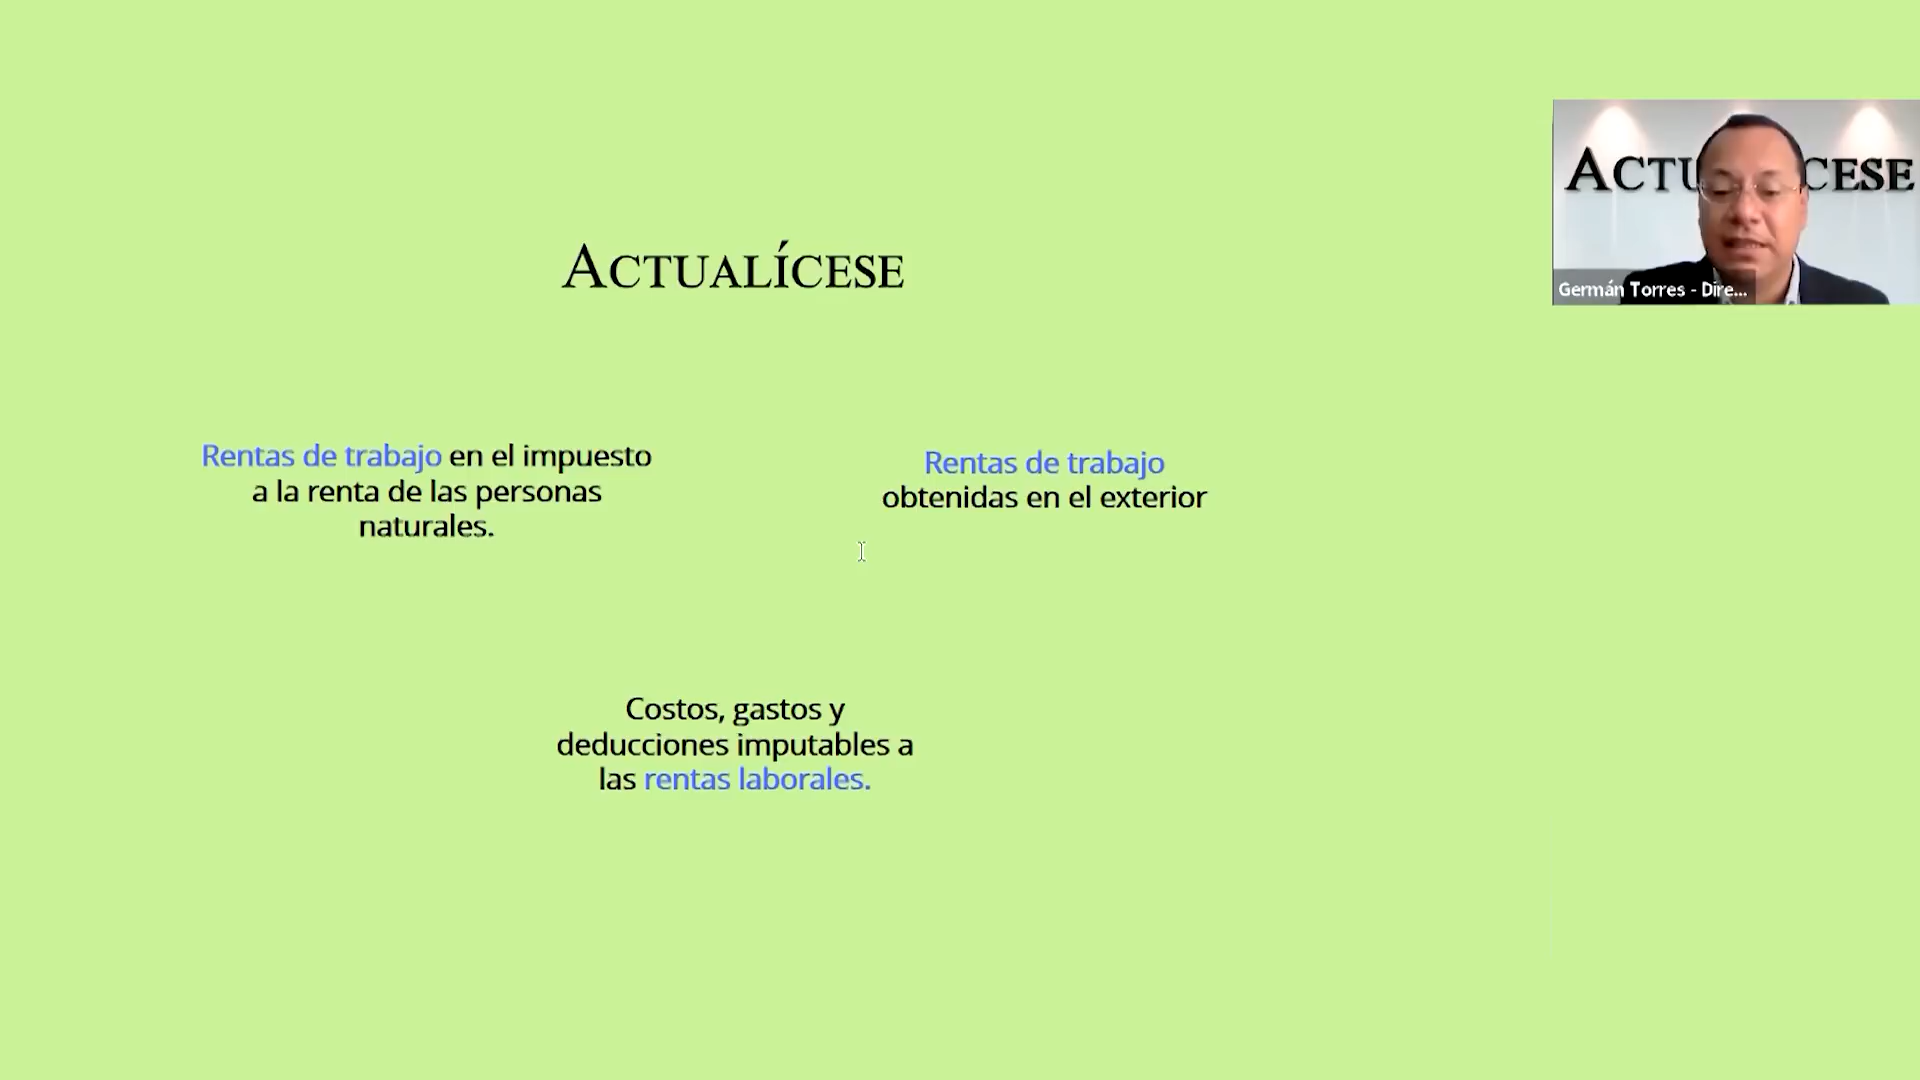 ACTUALÍCESE
Rentas de trabajo en el impuesto
a la renta de las personas
naturales.
Rentas de trabajo
obtenidas en el exterior
Costos, gastos y
deducciones imputables a
las rentas laborales.
ACTU CESE
Germán Torres - Dire...